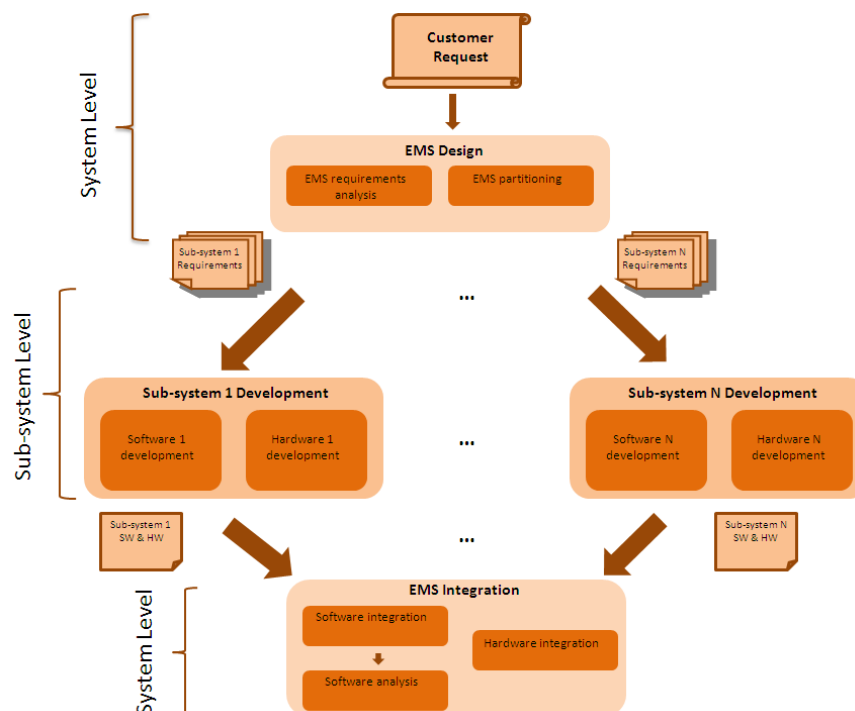 Customer
Request
System Level
EMS Design
EMS requirements
analysis
EMS partitioning
Sub-system 1
Requirements
...
Sub-system N
Requirements
Sub-system Level
Sub-system 1 Development
Software 1
development
Hardware 1
development
...
Sub-system N Development
Software N
development
Hardware N
development
Sub-system 1
SW & HW
...
Sub-system N
SW & HW
System Level
EMS Integration
Software integration
Hardware integration
Software analysis